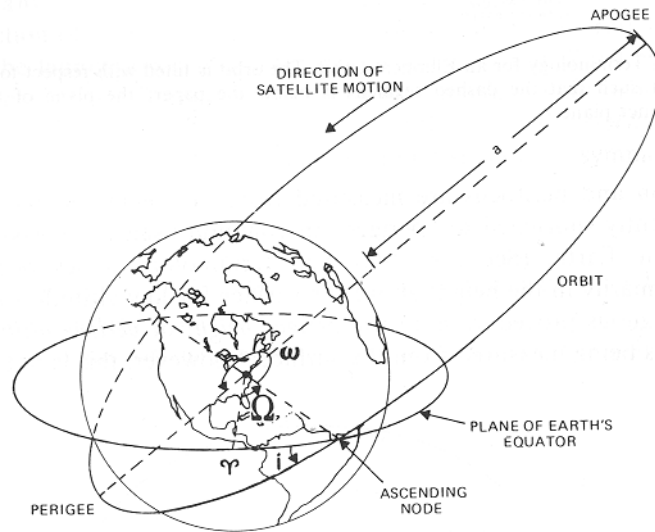 APOGEE
DIRECTION OF
SATELLITE MOTION
a
ORBIT
ω
Ω
PLANE OF EARTH'S
EQUATOR
♈
i
PERIGEE
ASCENDING
NODE